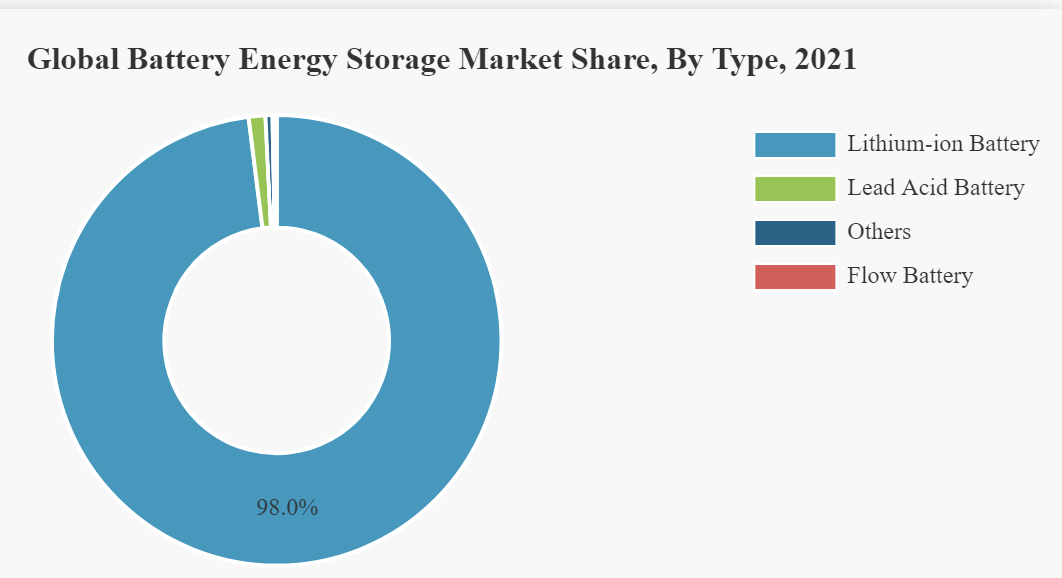 Global Battery Energy Storage Market Share, By Type, 2021
Lithium-ion Battery
Lead Acid Battery
Others
Flow Battery
98.0%